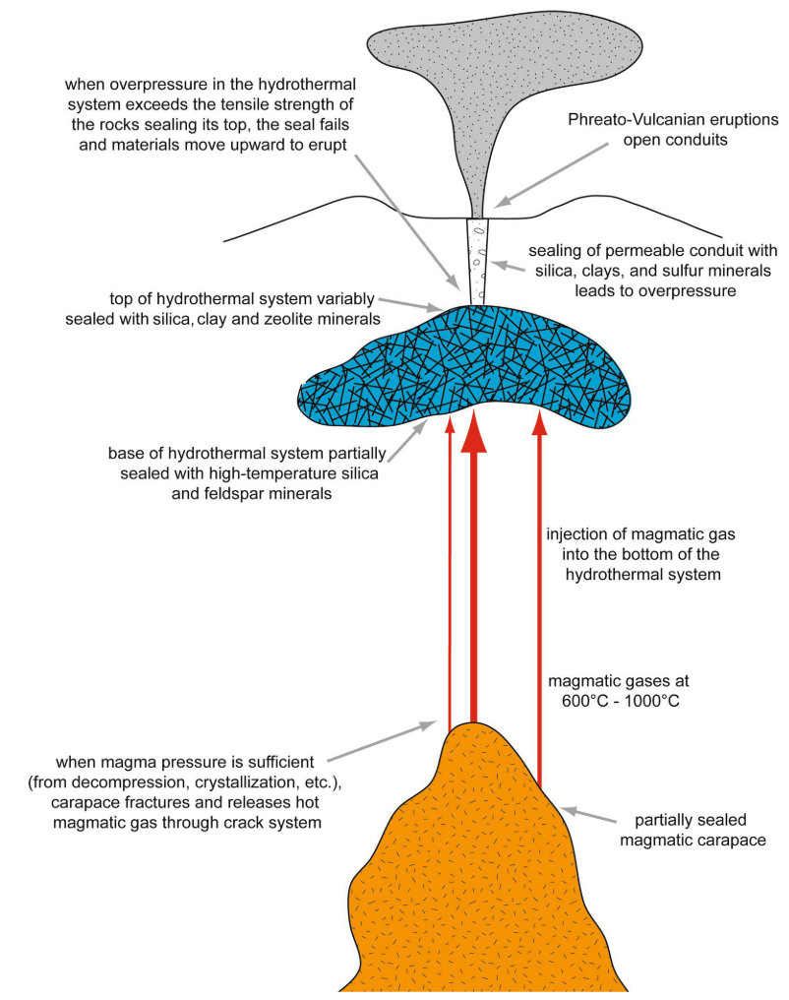 when overpressure in the hydrothermal
system exceeds the tensile strength of
the rocks sealing its top, the seal fails
and materials move upward to erupt
Phreato-Vulcanian eruptions
open conduits
sealing of permeable conduit with
silica, clays, and sulfur minerals
leads to overpressure
top of hydrothermal system variably
sealed with silica, clay and zeolite minerals
base of hydrothermal system partially
sealed with high-temperature silica
and feldspar minerals
injection of magmatic gas
into the bottom of the
hydrothermal system
magmatic gases at
600°C - 1000°C
when magma pressure is sufficient
(from decompression, crystallization, etc.),
carapace fractures and releases hot
magmatic gas through crack system
partially sealed
magmatic carapace